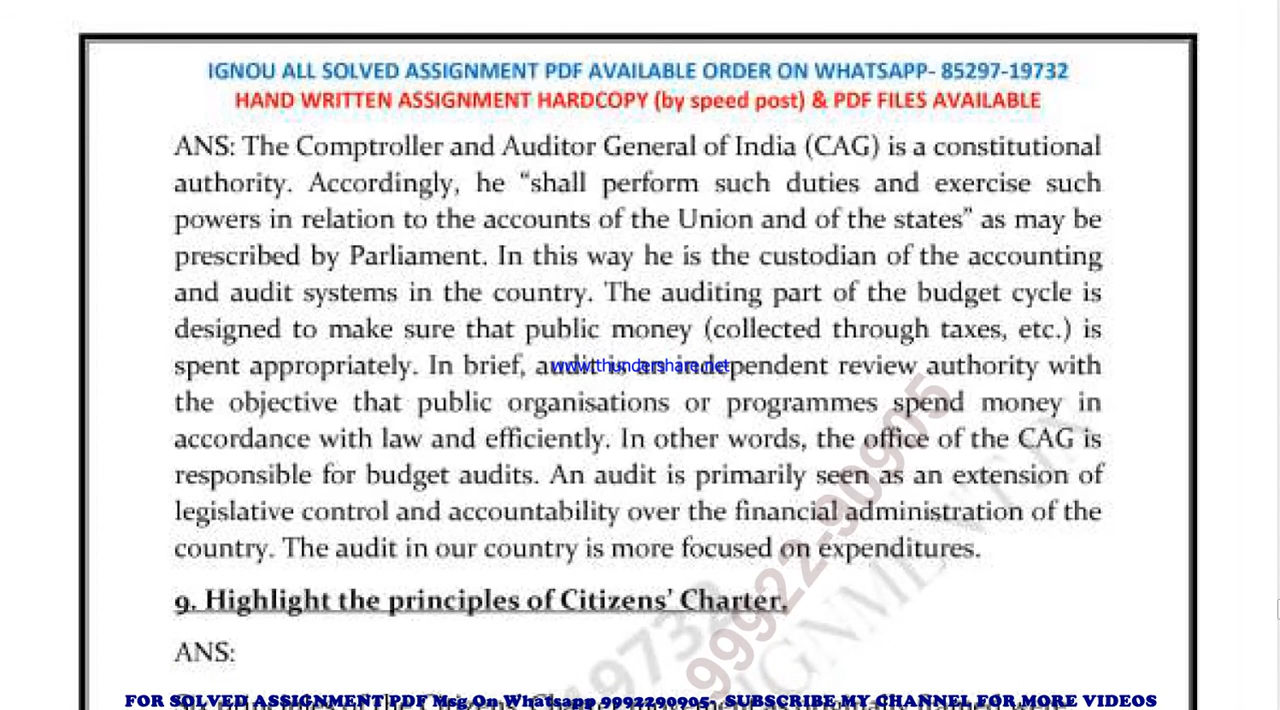 IGNOU ALL SOLVED ASSIGNMENT PDF AVAILABLE ORDER ON WHATSAPP- 85297-19732
HAND WRITTEN ASSIGNMENT HARDCOPY (by speed post) & PDF FILES AVAILABLE
ANS: The Comptroller and Auditor General of India (CAG) is a constitutional
authority. Accordingly, he “shall perform such duties and exercise such
powers in relation to the accounts of the Union and of the states” as may be
prescribed by Parliament. In this way he is the custodian of the accounting
and audit systems in the country. The auditing part of the budget cycle is
designed to make sure that public money (collected through taxes, etc.) is
spent appropriately. In brief, audit is an independent review authority with
www.thundershare.net
the objective that public organisations or programmes spend money in
accordance with law and efficiently. In other words, the office of the CAG is
responsible for budget audits. An audit is primarily seen as an extension of
legislative control and accountability over the financial administration of the
country. The audit in our country is more focused on expenditures.
99922-90905
19732
9. Highlight the principles of Citizens’ Charter.
ANS:
FOR SOLVED ASSIGNMENT PDF Msg On Whatsapp 9992290905, SUBSCRIBE MY CHANNEL FOR MORE VIDEOS